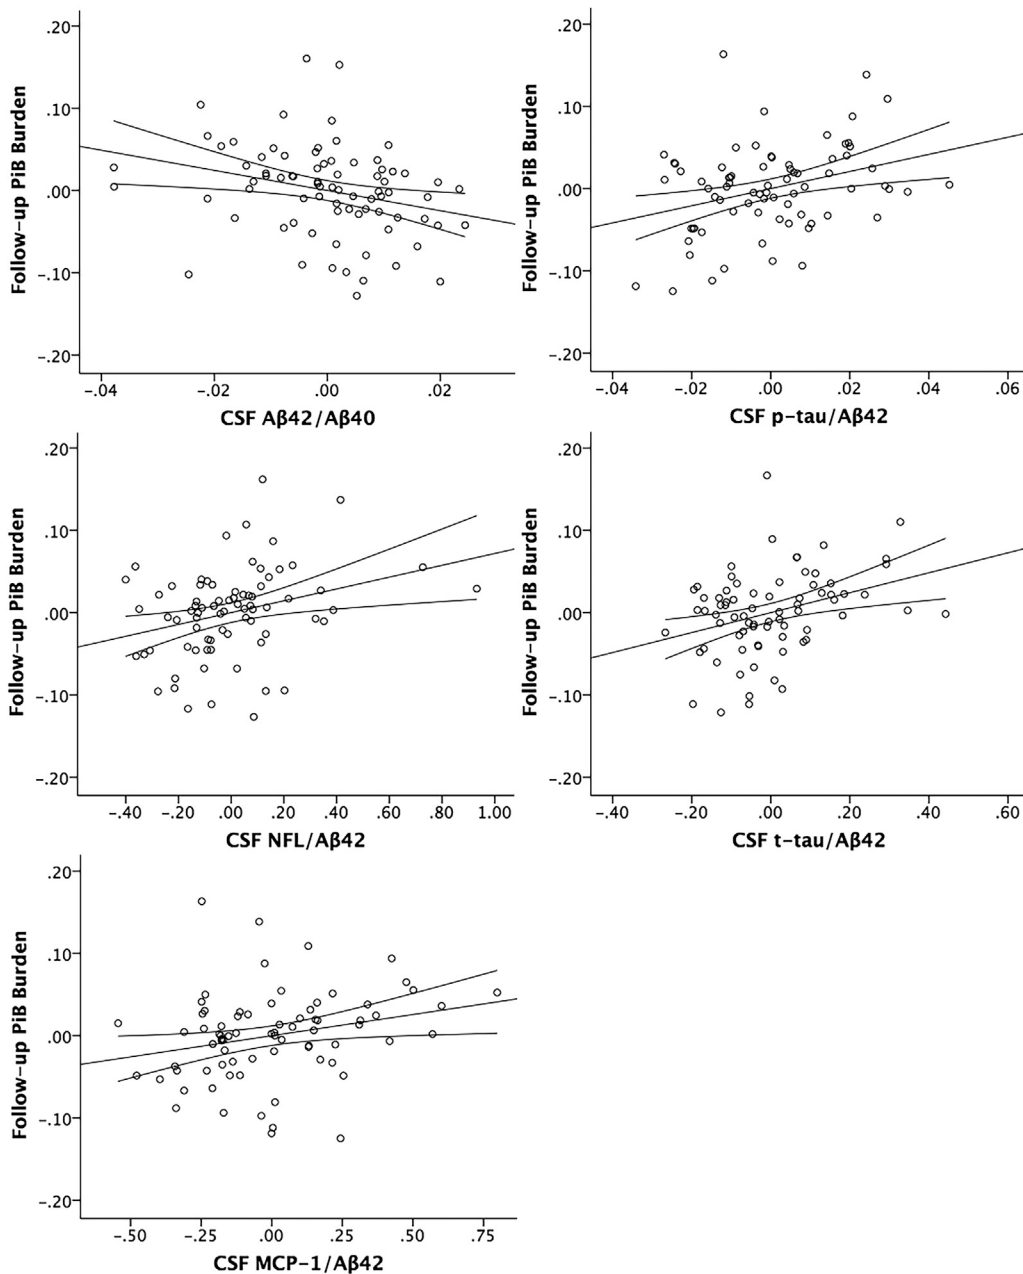 .20
.10
.00
-.10
-.20
Follow-up PiB Burden
-.04 -.02 .00 .02
CSF Aβ42/Aβ40
.20
.10
.00
-.10
-.20
Follow-up PiB Burden
-.04 -.02 .00 .02 .04 .06
CSF p-tau/Aβ42
.20
.10
.00
-.10
-.20
Follow-up PiB Burden
-.40 -.20 .00 .20 .40 .60 .80 1.00
CSF NFL/Aβ42
.20
.10
.00
-.10
-.20
Follow-up PiB Burden
-.40 -.20 .00 .20 .40 .60
CSF t-tau/Aβ42
.20
.10
.00
-.10
-.20
Follow-up PiB Burden
-.50 -.25 .00 .25 .50 .75
CSF MCP-1/Aβ42